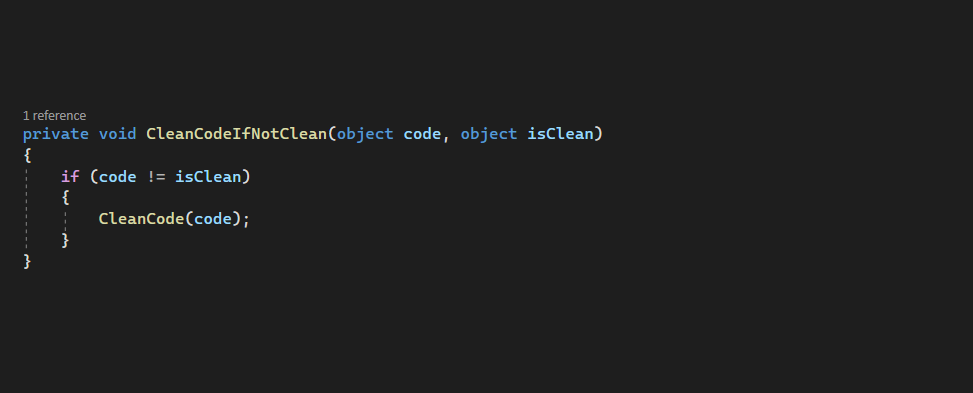 1 reference
private void CleanCodeIfNotClean(object code, object isClean)
{
if (code != isClean)
{
CleanCode(code);
}
}